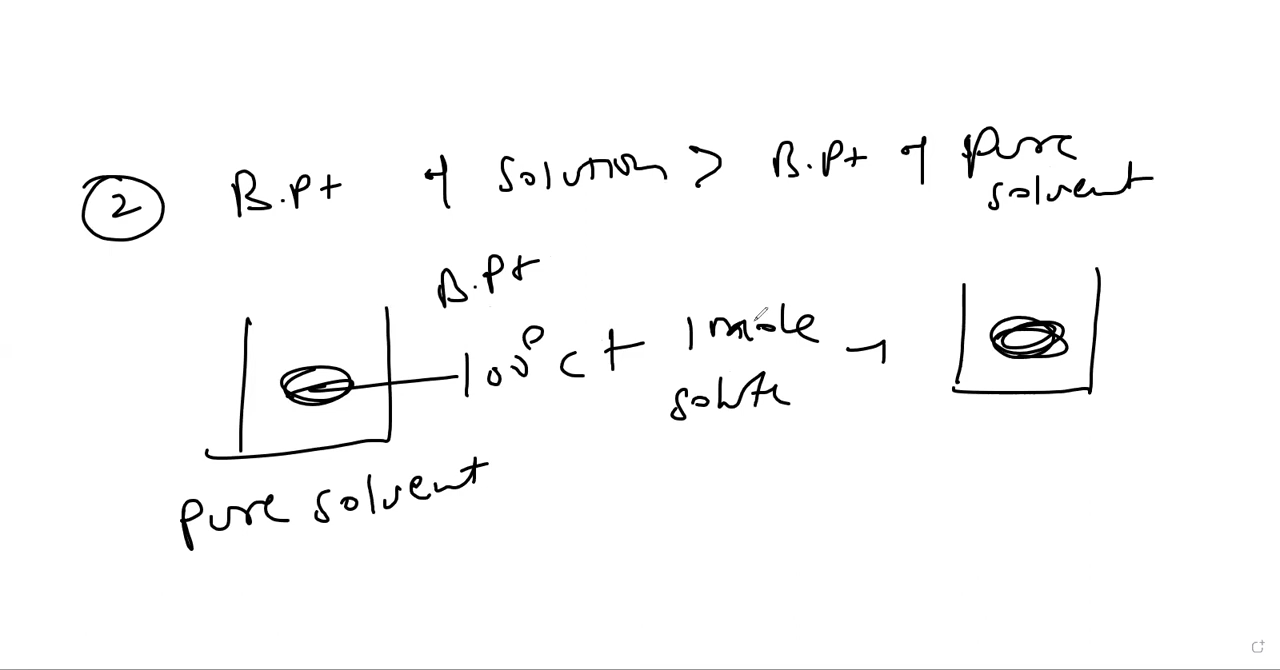 2 B.Pt of solution > B.Pt of pure
solvent
B.Pt
100°C + 1 mole →
solute
pure solvent